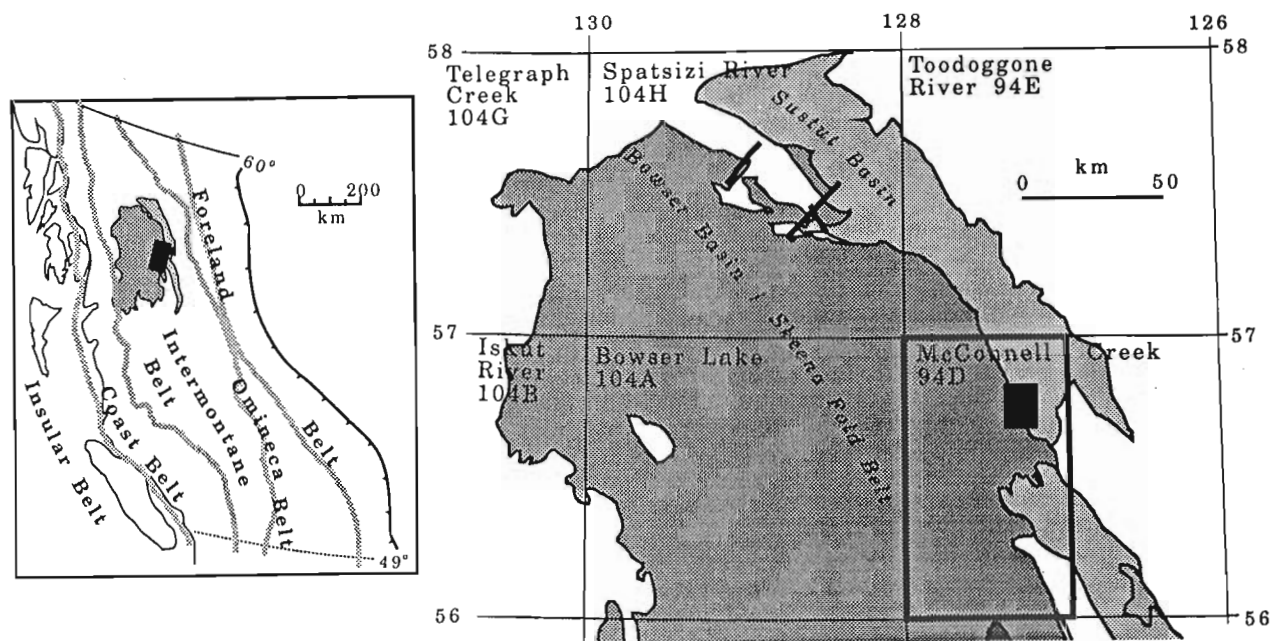 60°
0 200
km
Foreland
Belt
Intermontane
Belt
Omineca Belt
Coast Belt
Insular Belt
49°
130
128
126
58
58
Telegraph
Creek
104G
Spatsizi River
104H
Toodoggone
River 94E
Sustut Basin
km
0 50
Bowser Basin / Skeena Fold Belt
57
57
Iskut
River
104B
Bowser Lake
104A
McConnell Creek
94D
56
56